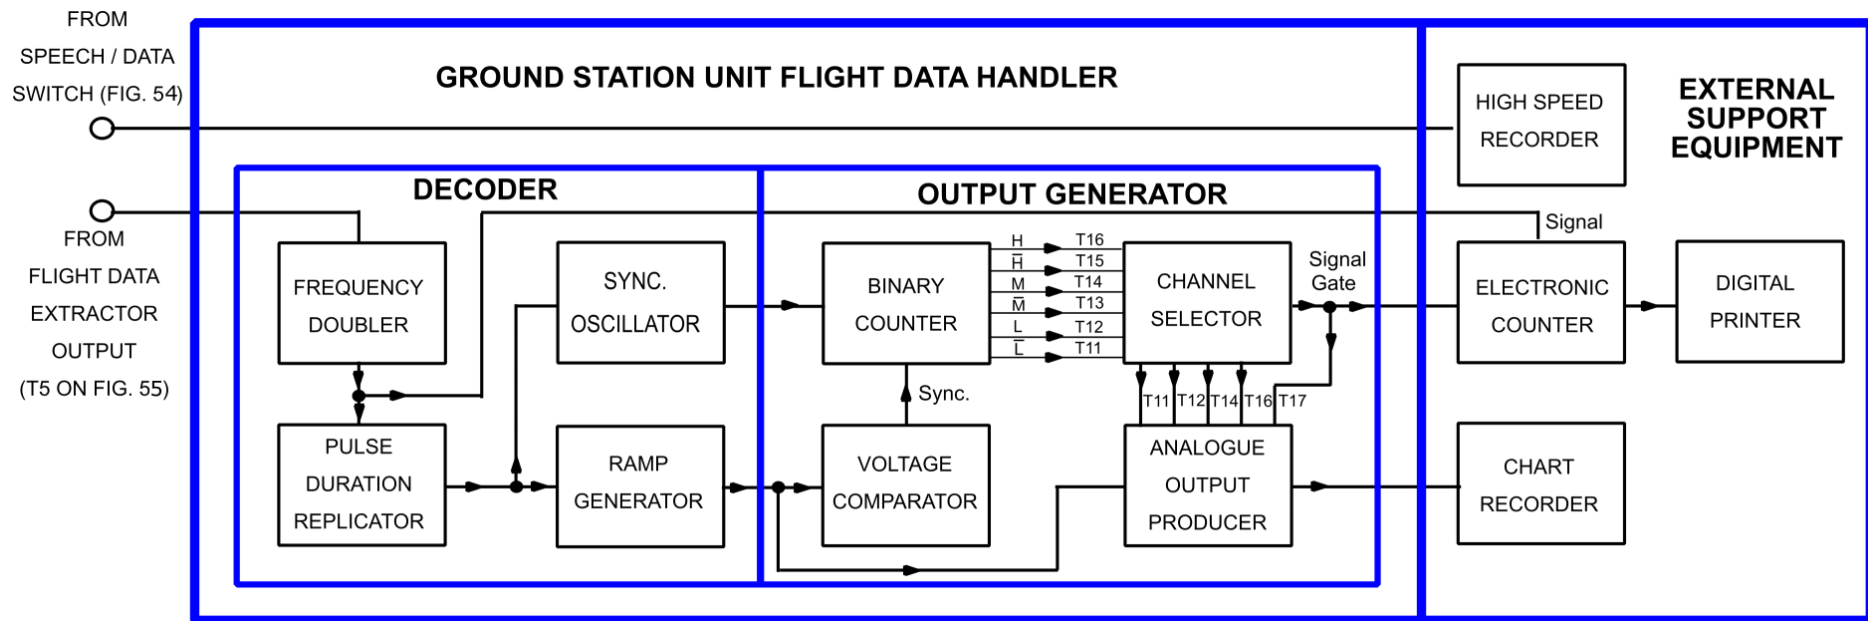 FROM
SPEECH / DATA
SWITCH (FIG. 54)
GROUND STATION UNIT FLIGHT DATA HANDLER
HIGH SPEED
RECORDER
EXTERNAL
SUPPORT
EQUIPMENT
DECODER
OUTPUT GENERATOR
FROM
FLIGHT DATA
EXTRACTOR
OUTPUT
(T5 ON FIG. 55)
FREQUENCY
DOUBLER
SYNC.
OSCILLATOR
BINARY
COUNTER
H T16
H̅ T15
M T14
M̅ T13
L T12
L̅ T11
CHANNEL
SELECTOR
Signal
Gate
Signal
ELECTRONIC
COUNTER
DIGITAL
PRINTER
Sync.
T11 T12 T14 T16 T17
PULSE
DURATION
REPLICATOR
RAMP
GENERATOR
VOLTAGE
COMPARATOR
ANALOGUE
OUTPUT
PRODUCER
CHART
RECORDER